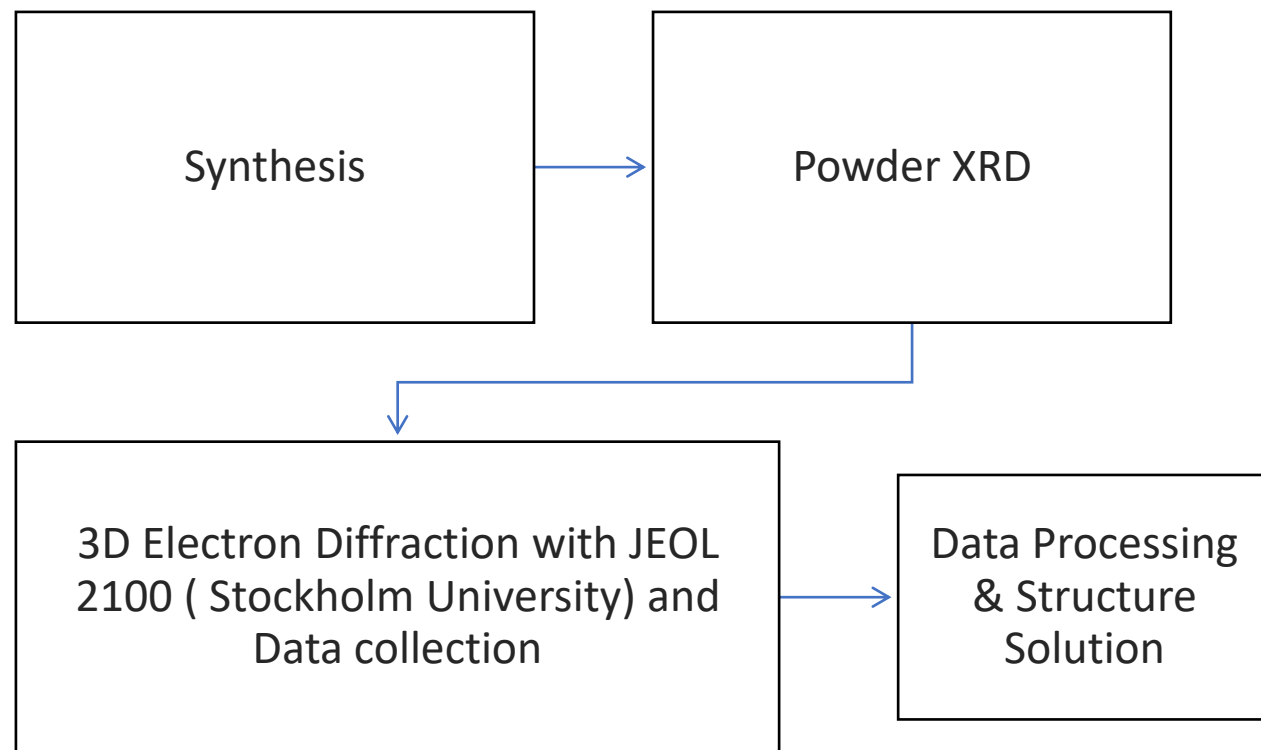 Synthesis
Powder XRD
3D Electron Diffraction with JEOL
2100 ( Stockholm University) and
Data collection
Data Processing
& Structure
Solution